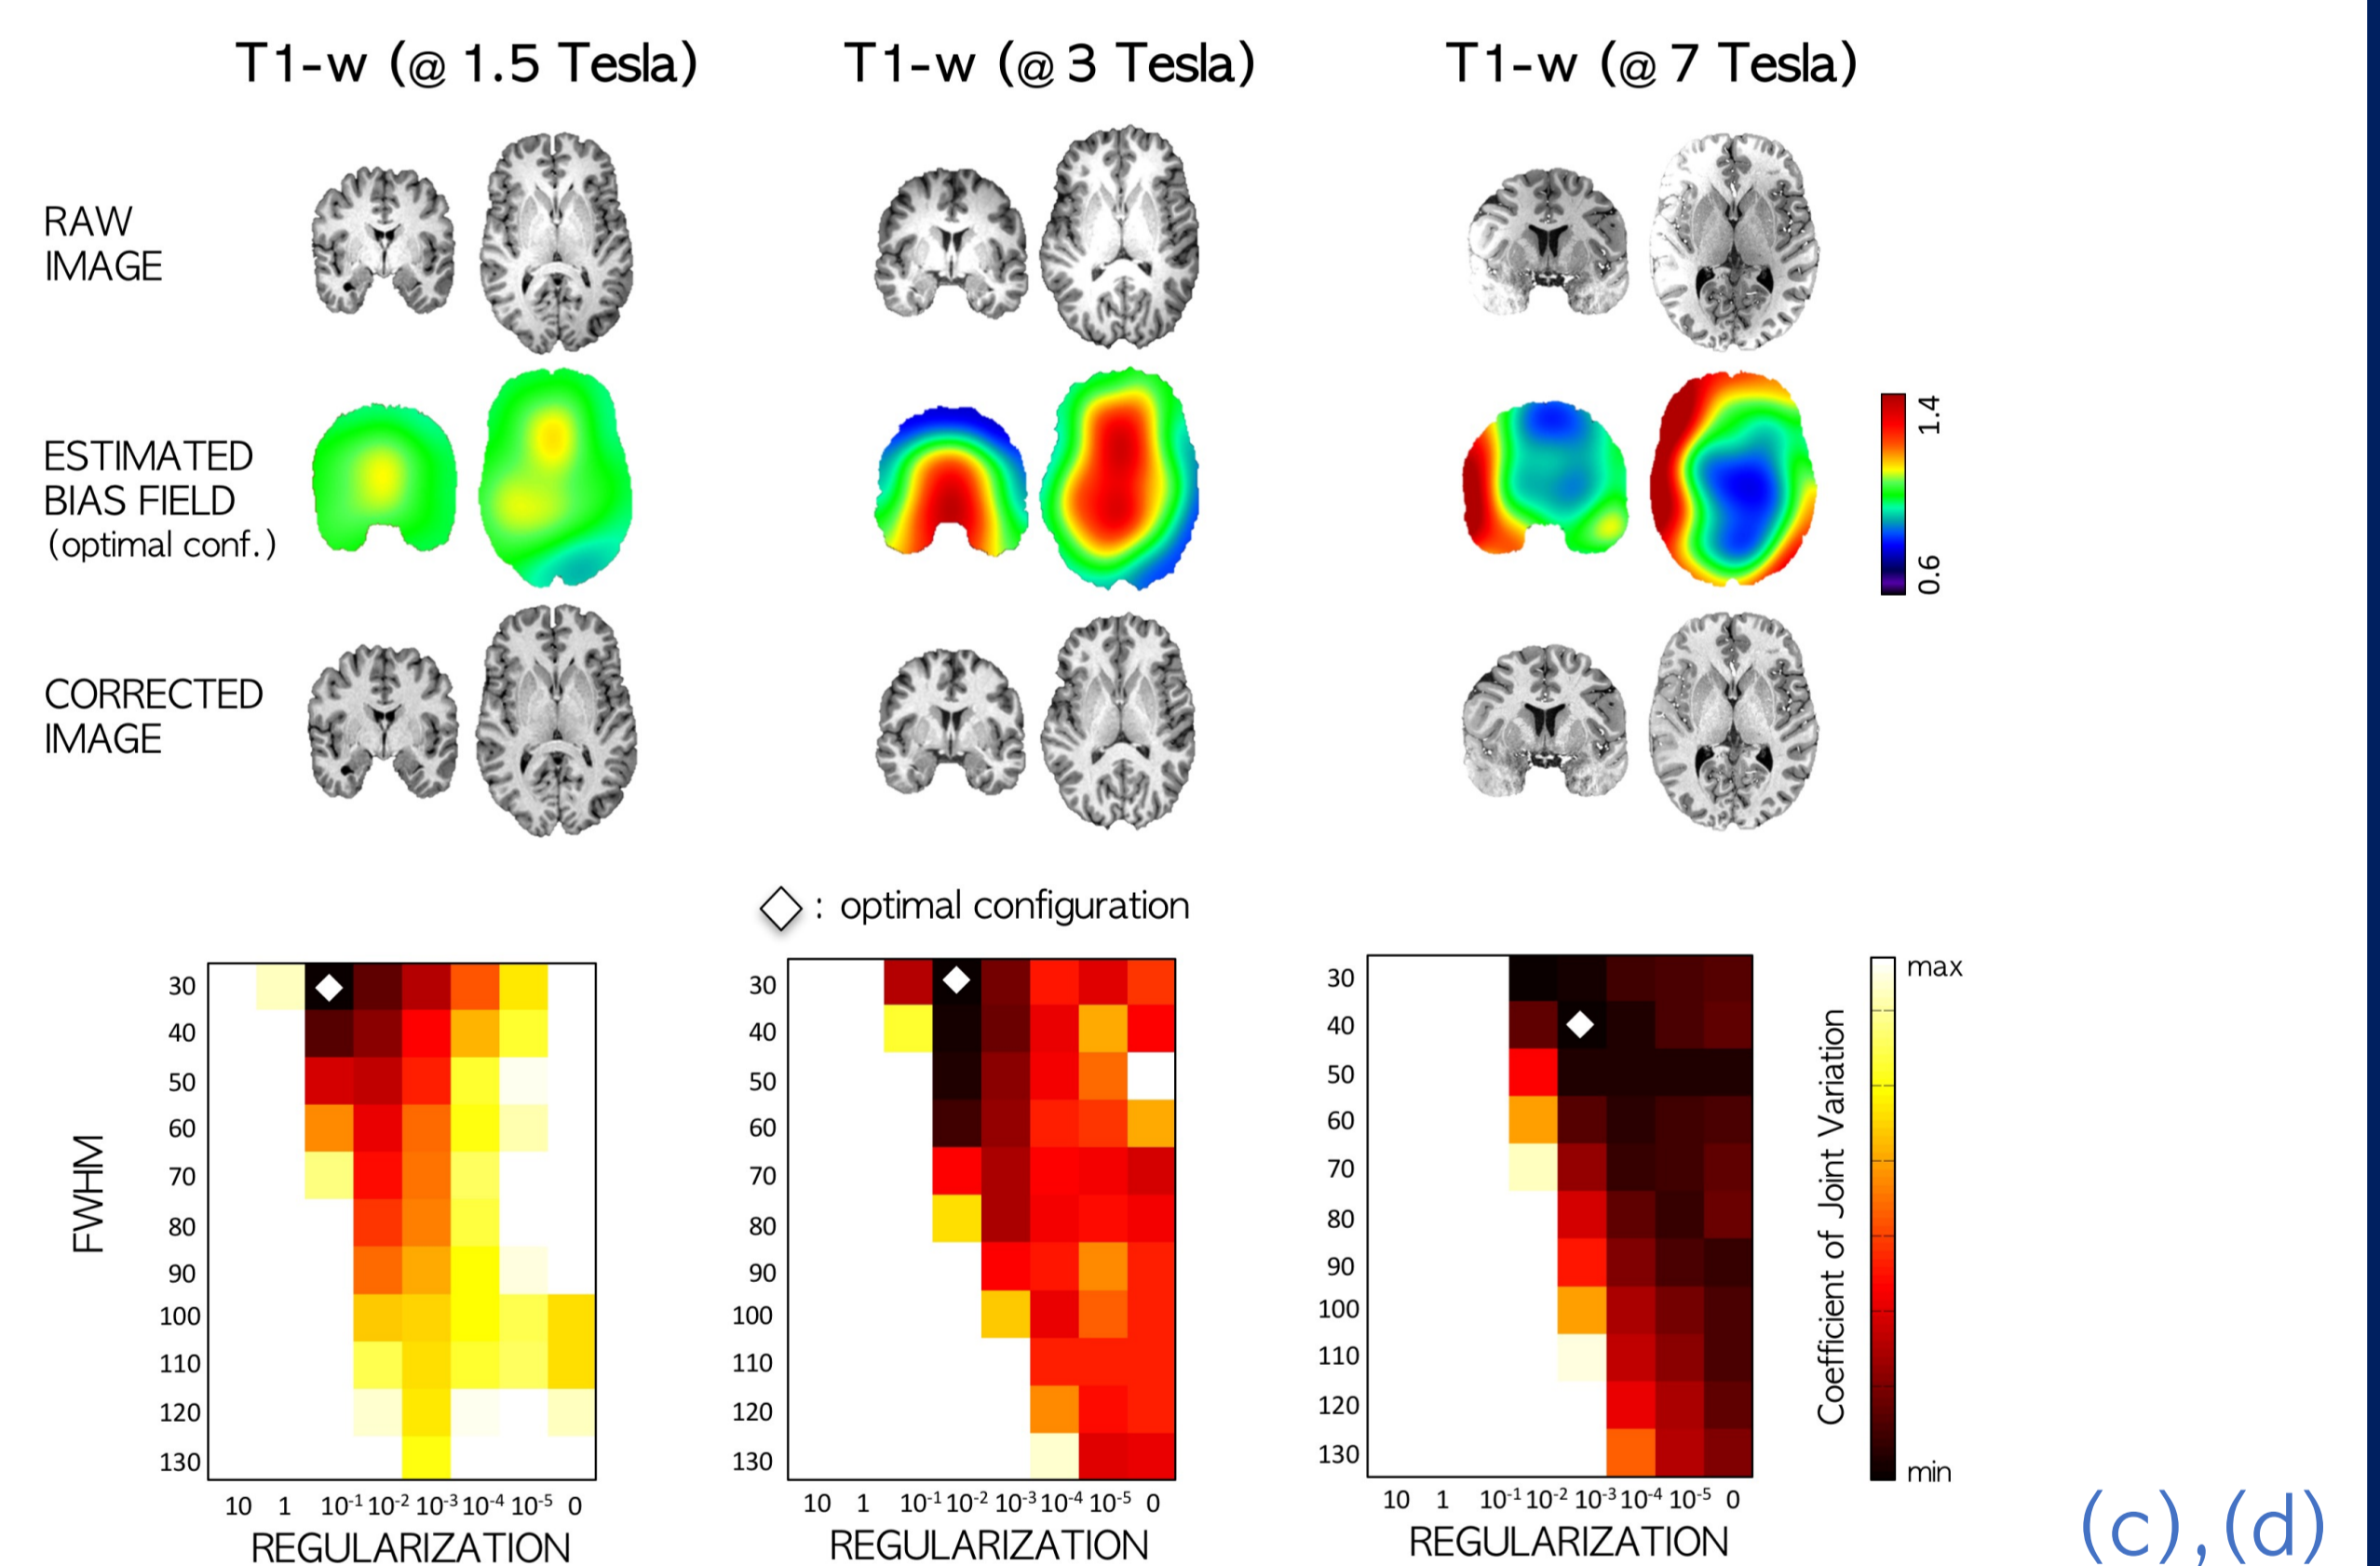 T1-w (@ 1.5 Tesla)
T1-w (@ 3 Tesla)
T1-w (@ 7 Tesla)
RAW
IMAGE
ESTIMATED
BIAS FIELD
(optimal conf.)
1.4
0.6
CORRECTED
IMAGE
◇ : optimal configuration
FWHM
30
40
50
60
70
80
90
100
110
120
130
10 1 10⁻¹ 10⁻² 10⁻³ 10⁻⁴ 10⁻⁵ 0
REGULARIZATION
30
40
50
60
70
80
90
100
110
120
130
10 1 10⁻¹ 10⁻² 10⁻³ 10⁻⁴ 10⁻⁵ 0
REGULARIZATION
30
40
50
60
70
80
90
100
110
120
130
10 1 10⁻¹ 10⁻² 10⁻³ 10⁻⁴ 10⁻⁵ 0
REGULARIZATION
Coefficient of Joint Variation
max
min
(c),(d)